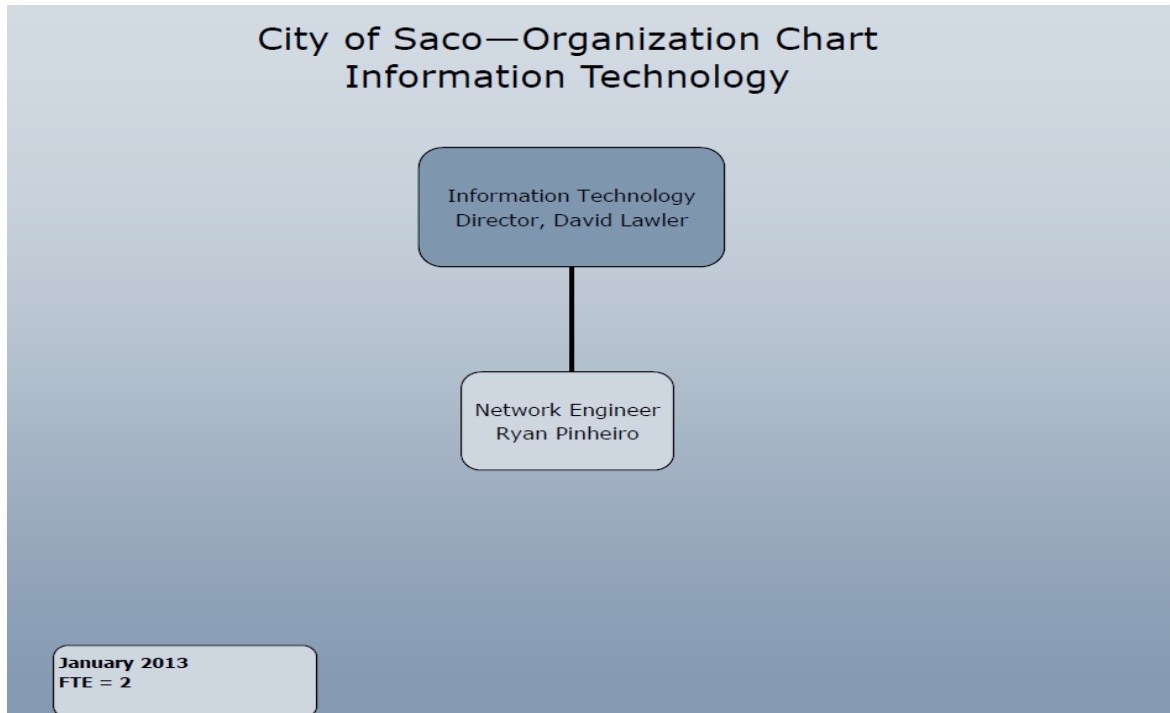 City of Saco—Organization Chart
Information Technology
Information Technology
Director, David Lawler
Network Engineer
Ryan Pinheiro
January 2013
FTE = 2